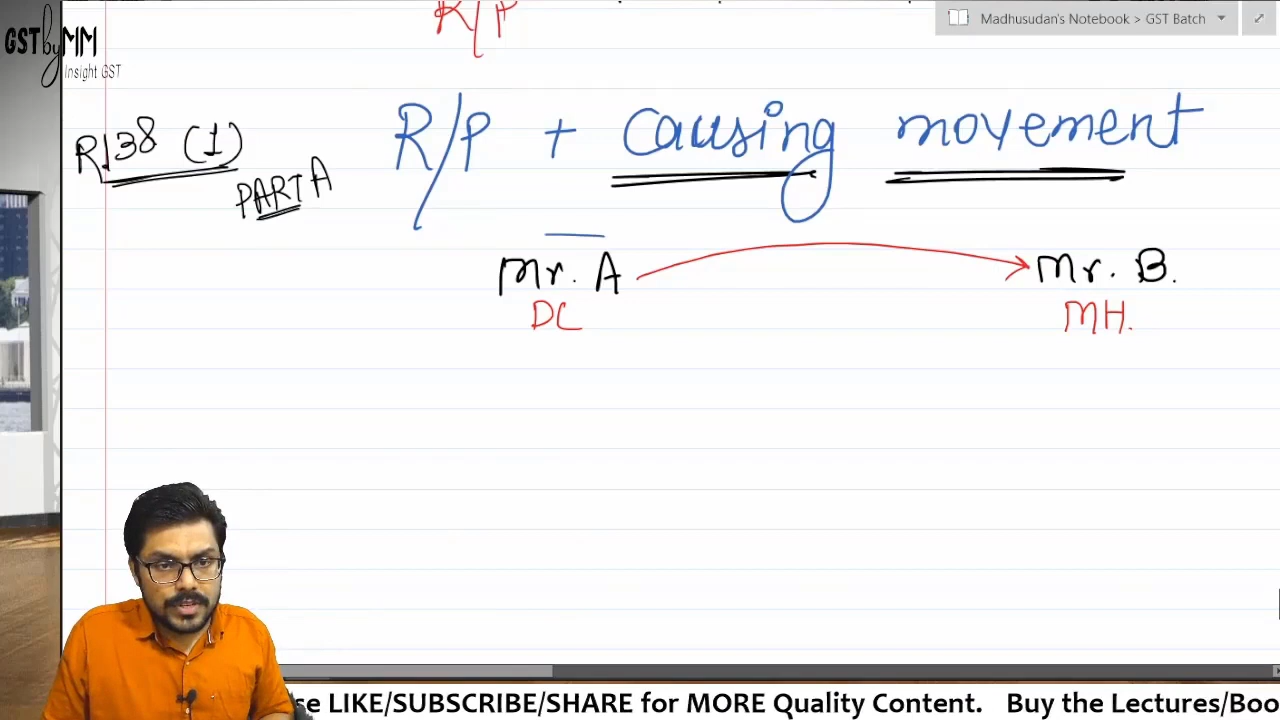 R/P
Madhusudan's Notebook > GST Batch
GST by MM
Insight GST
R138 (1)
PART A
R/P + causing movement
Mr. A
Mr. B.
DL
MH.
se LIKE/SUBSCRIBE/SHARE for MORE Quality Content. Buy the Lectures/Boo